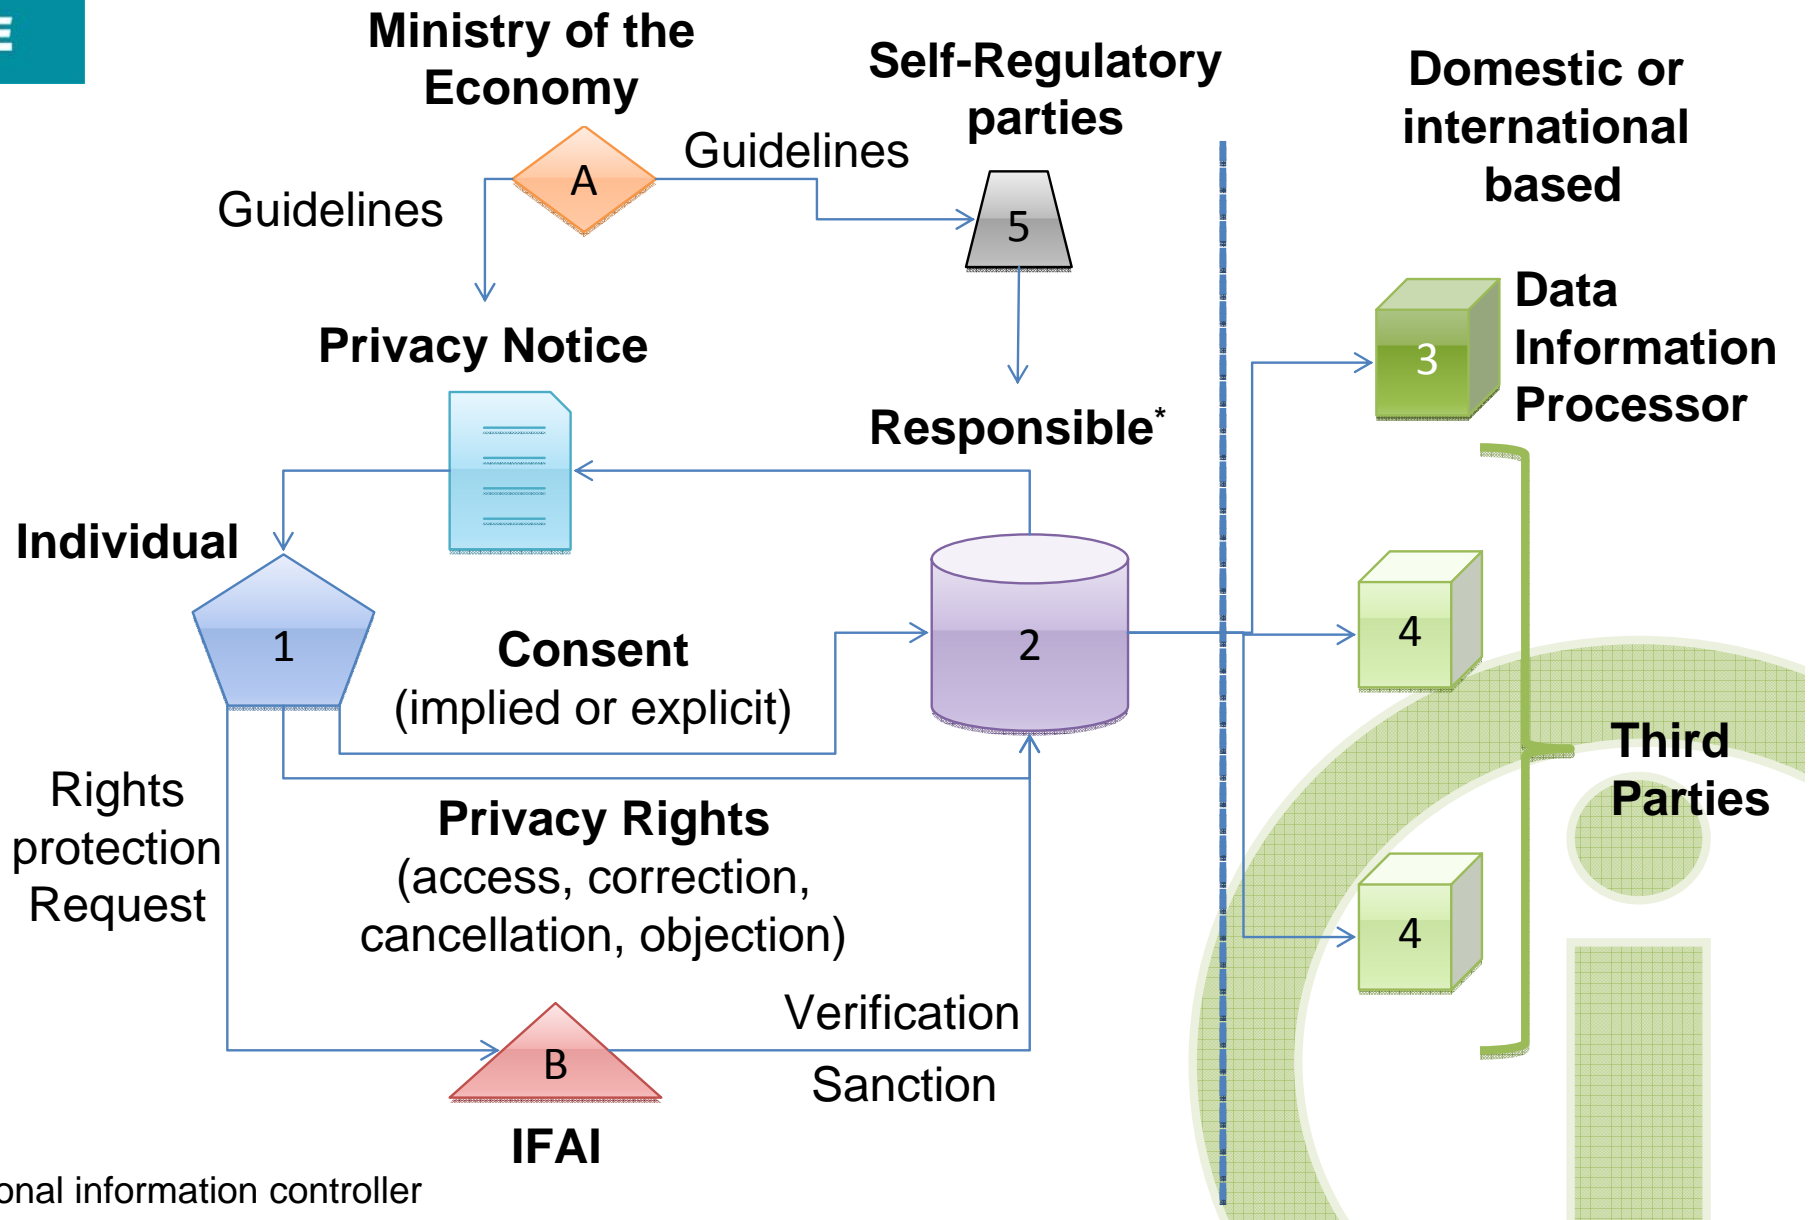 E
Ministry of the
Economy
Self-Regulatory
parties
Domestic or
international
based
Guidelines
Guidelines
A
5
Privacy Notice
Data
Information
Processor
3
Responsible*
Individual
1
Consent
(implied or explicit)
2
4
Rights
protection
Request
Privacy Rights
(access, correction,
cancellation, objection)
Third
Parties
4
Verification
Sanction
B
IFAI
onal information controller